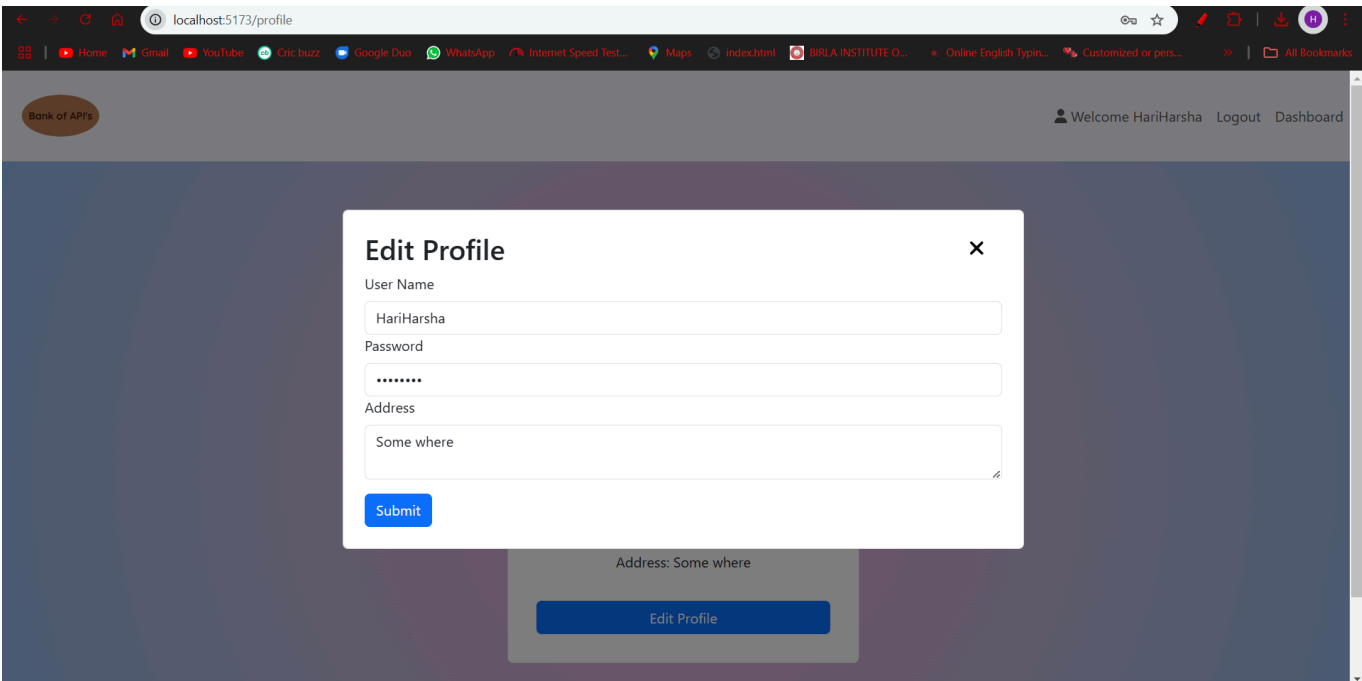 localhost:5173/profile
H
Home Gmail YouTube cb Cric buzz Google Duo WhatsApp Internet Speed Test... Maps index.html BIRLA INSTITUTE O... Online English Typin... Customized or pers... » All Bookmarks
Bank of API's
Welcome HariHarsha Logout Dashboard
Edit Profile
User Name
HariHarsha
Password
••••••••
Address
Some where
Submit
Address: Some where
Edit Profile